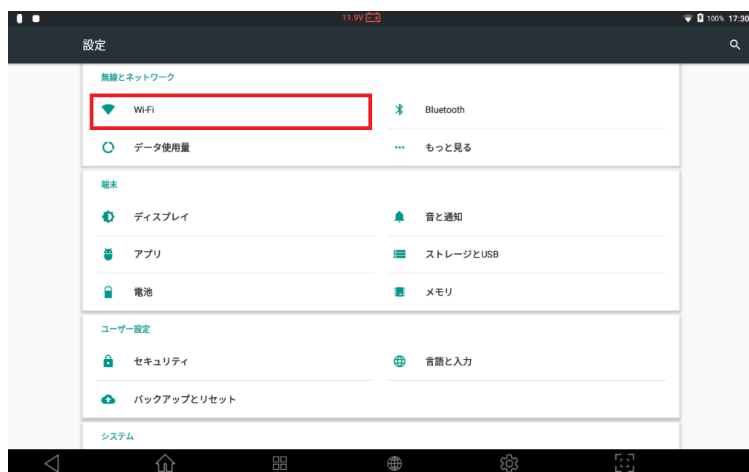 11.9V
100% 17:30
設定
無線とネットワーク
Wi-Fi
Bluetooth
データ使用量
もっと見る
端末
ディスプレイ
音と通知
アプリ
ストレージとUSB
電池
メモリ
ユーザー設定
セキュリティ
言語と入力
バックアップとリセット
システム